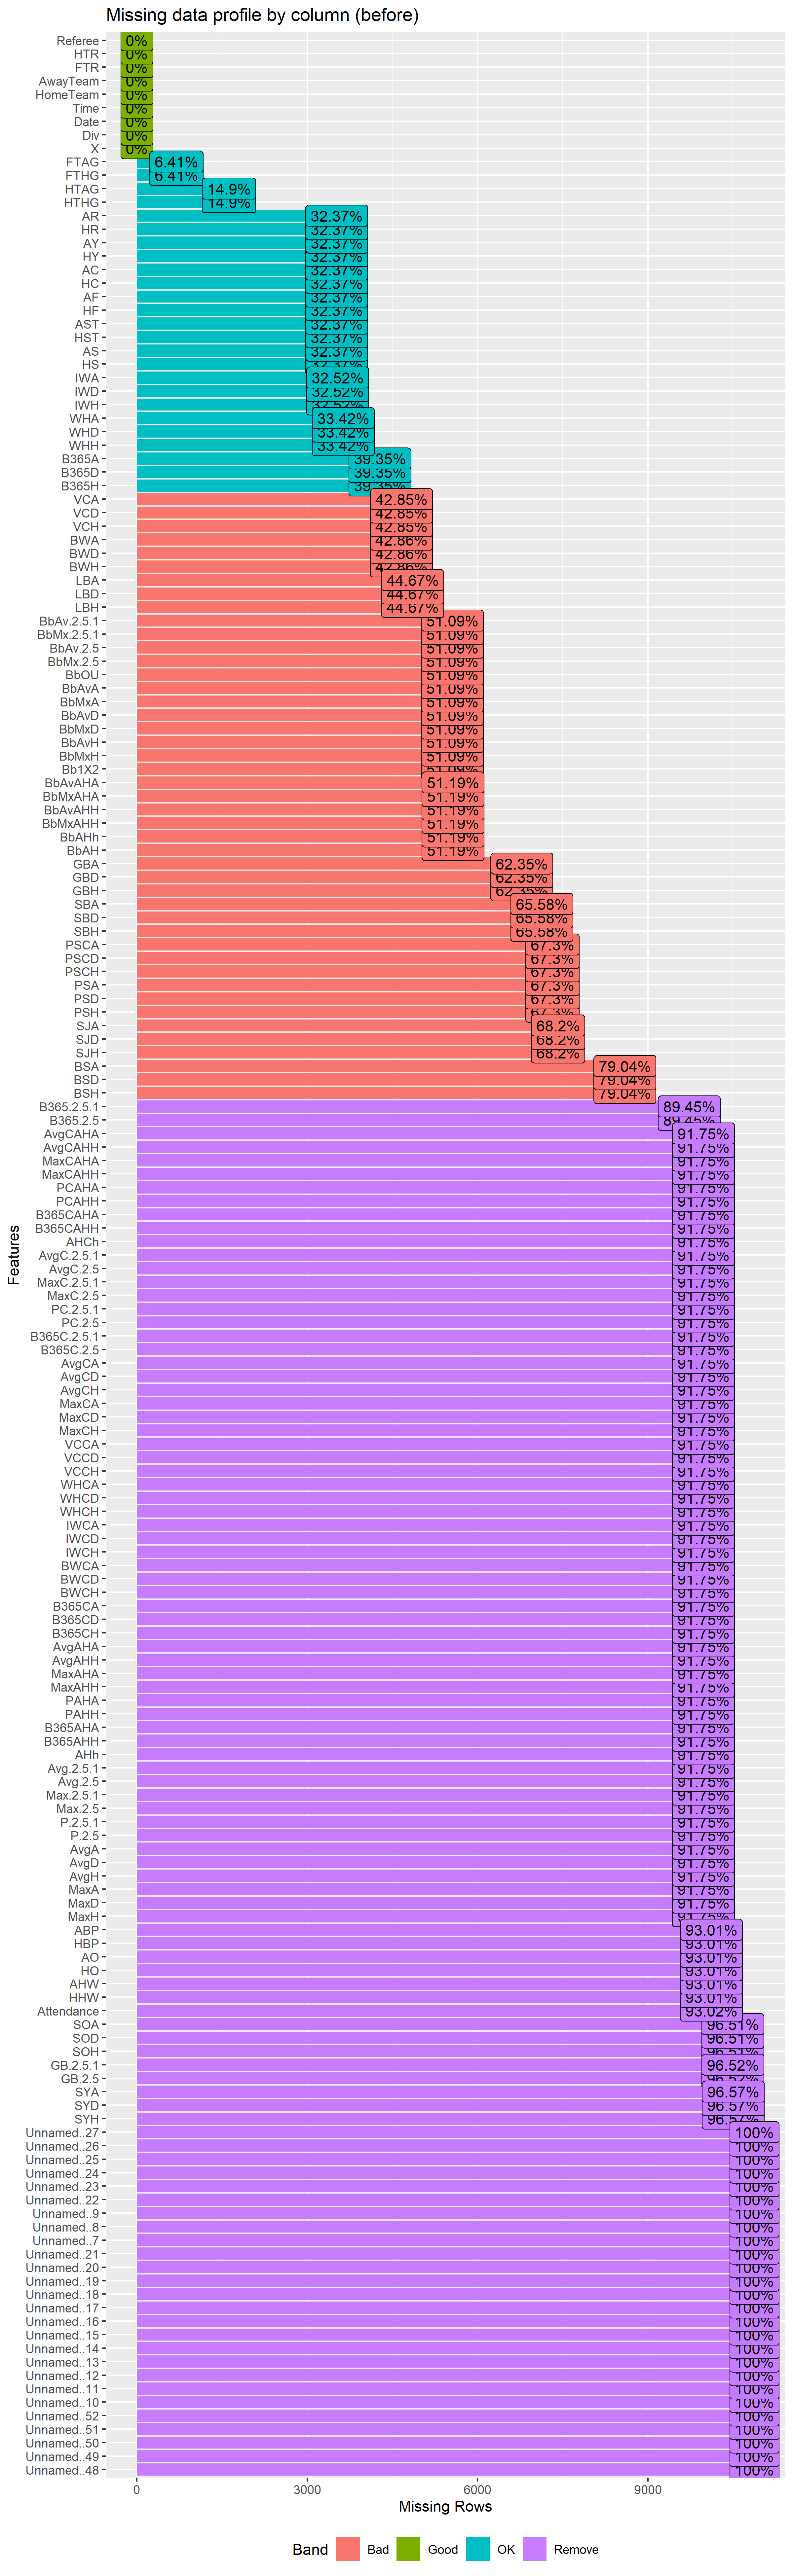 Missing data profile by column (before)
Features
Referee 0%
HTR 0%
FTR 0%
AwayTeam 0%
HomeTeam 0%
Time 0%
Date 0%
Div 0%
X 0%
FTAG 6.41%
FTHG 6.41%
HTAG 14.9%
HTHG 14.9%
AR 32.37%
HR 32.37%
AY 32.37%
HY 32.37%
AC 32.37%
HC 32.37%
AF 32.37%
HF 32.37%
AST 32.37%
HST 32.37%
AS 32.37%
HS 32.37%
IWA 32.52%
IWD 32.52%
IWH 32.52%
WHA 33.42%
WHD 33.42%
WHH 33.42%
B365A 39.35%
B365D 39.35%
B365H 39.35%
VCA 42.85%
VCD 42.85%
VCH 42.85%
BWA 42.86%
BWD 42.86%
BWH 42.86%
LBA 44.67%
LBD 44.67%
LBH 44.67%
BbAv.2.5.1 51.09%
BbMx.2.5.1 51.09%
BbAv.2.5 51.09%
BbMx.2.5 51.09%
BbOU 51.09%
BbAvA 51.09%
BbMxA 51.09%
BbAvD 51.09%
BbMxD 51.09%
BbAvH 51.09%
BbMxH 51.09%
Bb1X2 51.09%
BbAvAHA 51.19%
BbMxAHA 51.19%
BbAvAHH 51.19%
BbMxAHH 51.19%
BbAHh 51.19%
BbAH 51.19%
GBA 62.35%
GBD 62.35%
GBH 62.35%
SBA 65.58%
SBD 65.58%
SBH 65.58%
PSCA 67.3%
PSCD 67.3%
PSCH 67.3%
PSA 67.3%
PSD 67.3%
PSH 67.3%
SJA 68.2%
SJD 68.2%
SJH 68.2%
BSA 79.04%
BSD 79.04%
BSH 79.04%
B365.2.5.1 89.45%
B365.2.5 89.45%
AvgCAHA 91.75%
AvgCAHH 91.75%
MaxCAHA 91.75%
MaxCAHH 91.75%
PCAHA 91.75%
PCAHH 91.75%
B365CAHA 91.75%
B365CAHH 91.75%
AHCh 91.75%
AvgC.2.5.1 91.75%
AvgC.2.5 91.75%
MaxC.2.5.1 91.75%
MaxC.2.5 91.75%
PC.2.5.1 91.75%
PC.2.5 91.75%
B365C.2.5.1 91.75%
B365C.2.5 91.75%
AvgCA 91.75%
AvgCD 91.75%
AvgCH 91.75%
MaxCA 91.75%
MaxCD 91.75%
MaxCH 91.75%
VCCA 91.75%
VCCD 91.75%
VCCH 91.75%
WHCA 91.75%
WHCD 91.75%
WHCH 91.75%
IWCA 91.75%
IWCD 91.75%
IWCH 91.75%
BWCA 91.75%
BWCD 91.75%
BWCH 91.75%
B365CA 91.75%
B365CD 91.75%
B365CH 91.75%
AvgAHA 91.75%
AvgAHH 91.75%
MaxAHA 91.75%
MaxAHH 91.75%
PAHA 91.75%
PAHH 91.75%
B365AHA 91.75%
B365AHH 91.75%
AHh 91.75%
Avg.2.5.1 91.75%
Avg.2.5 91.75%
Max.2.5.1 91.75%
Max.2.5 91.75%
P.2.5.1 91.75%
P.2.5 91.75%
AvgA 91.75%
AvgD 91.75%
AvgH 91.75%
MaxA 91.75%
MaxD 91.75%
MaxH 91.75%
ABP 93.01%
HBP 93.01%
AO 93.01%
HO 93.01%
AHW 93.01%
HHW 93.01%
Attendance 93.02%
SOA 96.51%
SOD 96.51%
SOH 96.51%
GB.2.5.1 96.52%
GB.2.5 96.52%
SYA 96.57%
SYD 96.57%
SYH 96.57%
Unnamed..27 100%
Unnamed..26 100%
Unnamed..25 100%
Unnamed..24 100%
Unnamed..23 100%
Unnamed..22 100%
Unnamed..9 100%
Unnamed..8 100%
Unnamed..7 100%
Unnamed..21 100%
Unnamed..20 100%
Unnamed..19 100%
Unnamed..18 100%
Unnamed..17 100%
Unnamed..16 100%
Unnamed..15 100%
Unnamed..14 100%
Unnamed..13 100%
Unnamed..12 100%
Unnamed..11 100%
Unnamed..10 100%
Unnamed..52 100%
Unnamed..51 100%
Unnamed..50 100%
Unnamed..49 100%
Unnamed..48 100%
0 3000 6000 9000
Missing Rows
Band Bad Good OK Remove